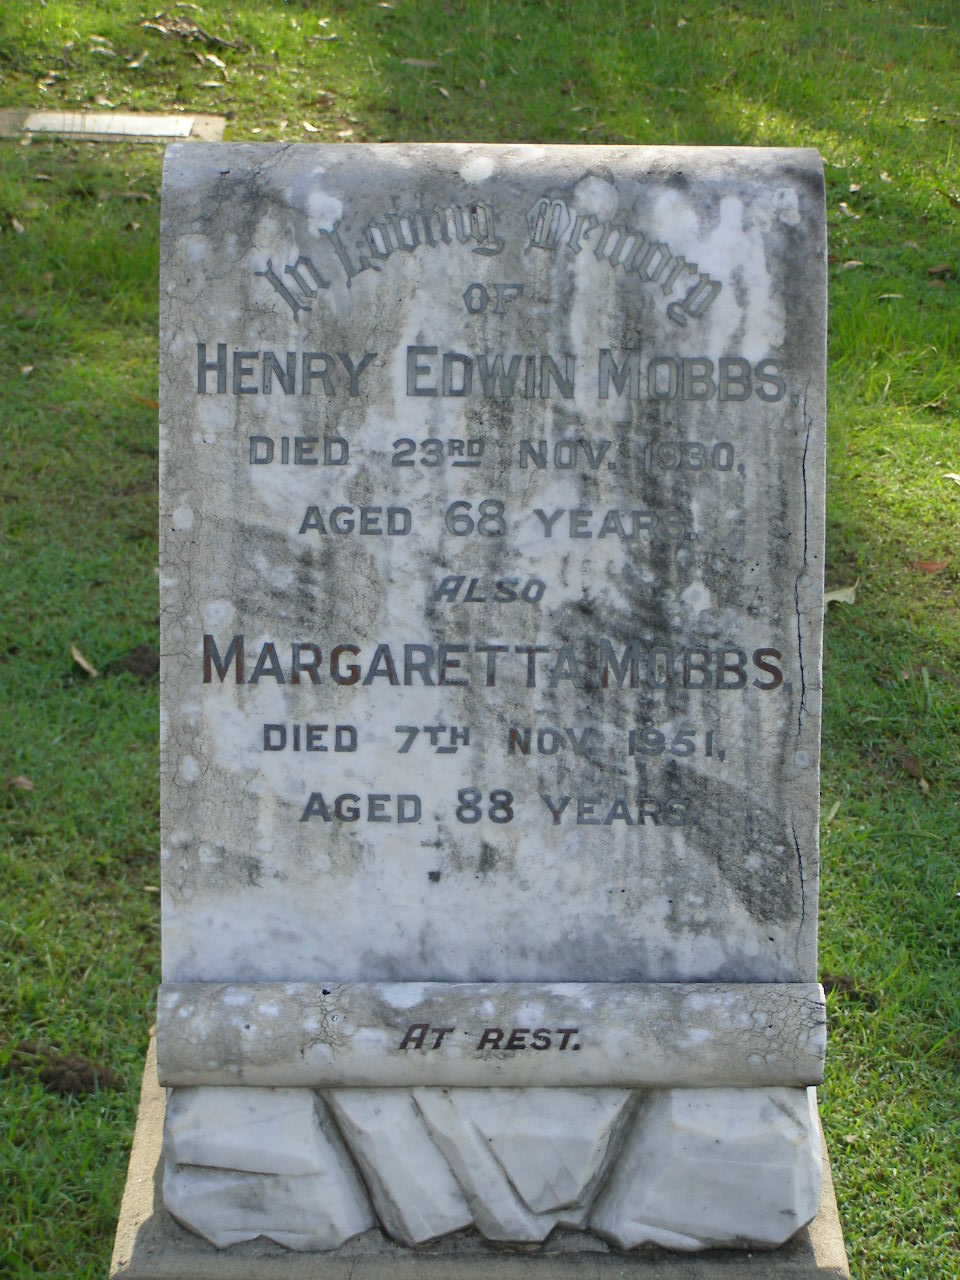 In Loving Memory
OF
HENRY EDWIN MOBBS
DIED 23RD NOV. 1930,
AGED 68 YEARS.
ALSO
MARGARETTA MOBBS,
DIED 7TH NOV. 1951,
AGED 88 YEARS.
AT REST.